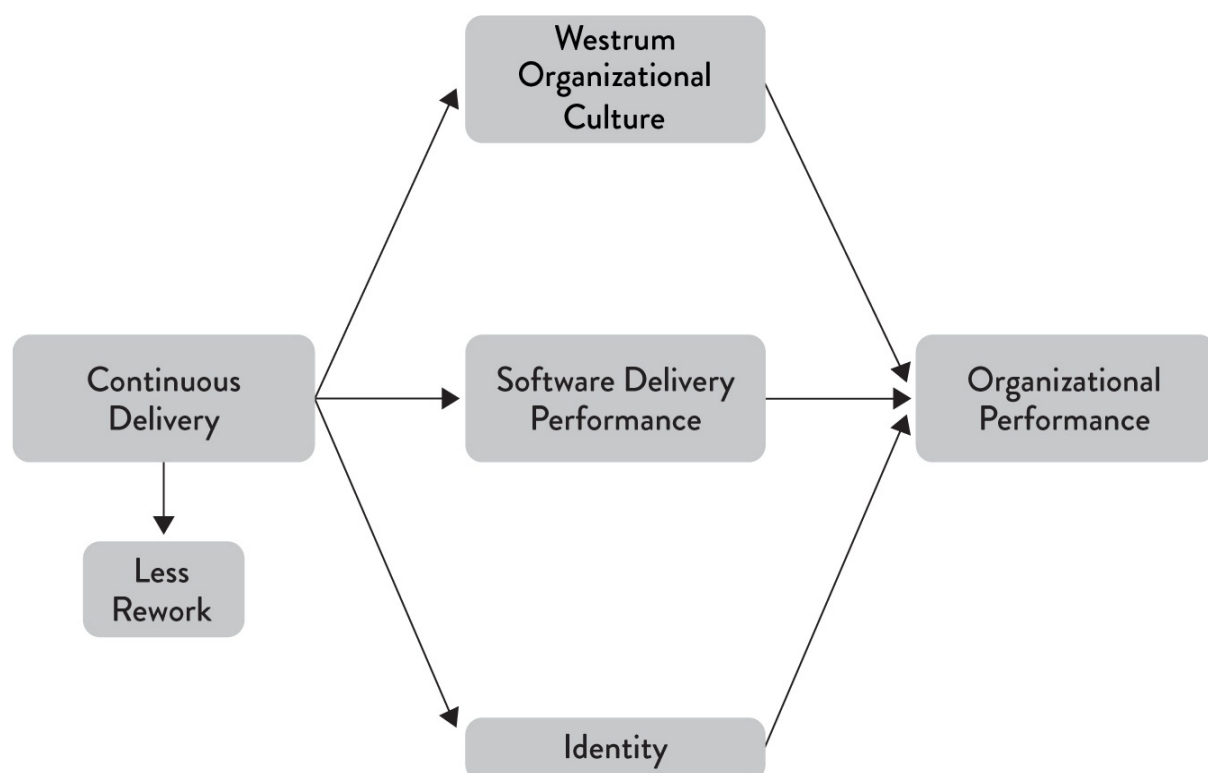 Westrum
Organizational
Culture
Continuous
Delivery
Software Delivery
Performance
Organizational
Performance
Less
Rework
Identity